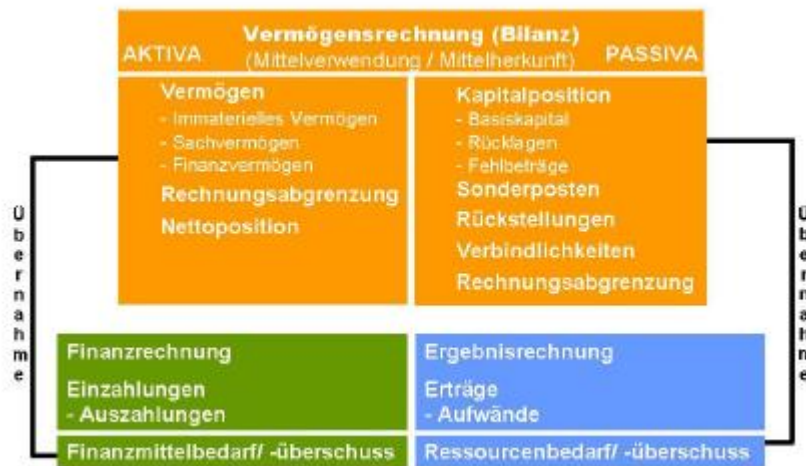 Vermögensrechnung (Bilanz)
AKTIVA
(Mittelverwendung / Mittelherkunft)
PASSIVA
Vermögen
- Immaterielles Vermögen
- Sachvermögen
- Finanzvermögen
Rechnungsabgrenzung
Nettoposition
Kapitalposition
- Basiskapital
- Rücklagen
- Fehlbeträge
Sonderposten
Rückstellungen
Verbindlichkeiten
Rechnungsabgrenzung
Übernahme
Übernahme
Finanzrechnung
Einzahlungen
- Auszahlungen
Finanzmittelbedarf/ -überschuss
Ergebnisrechnung
Erträge
- Aufwände
Ressourcenbedarf/ -überschuss